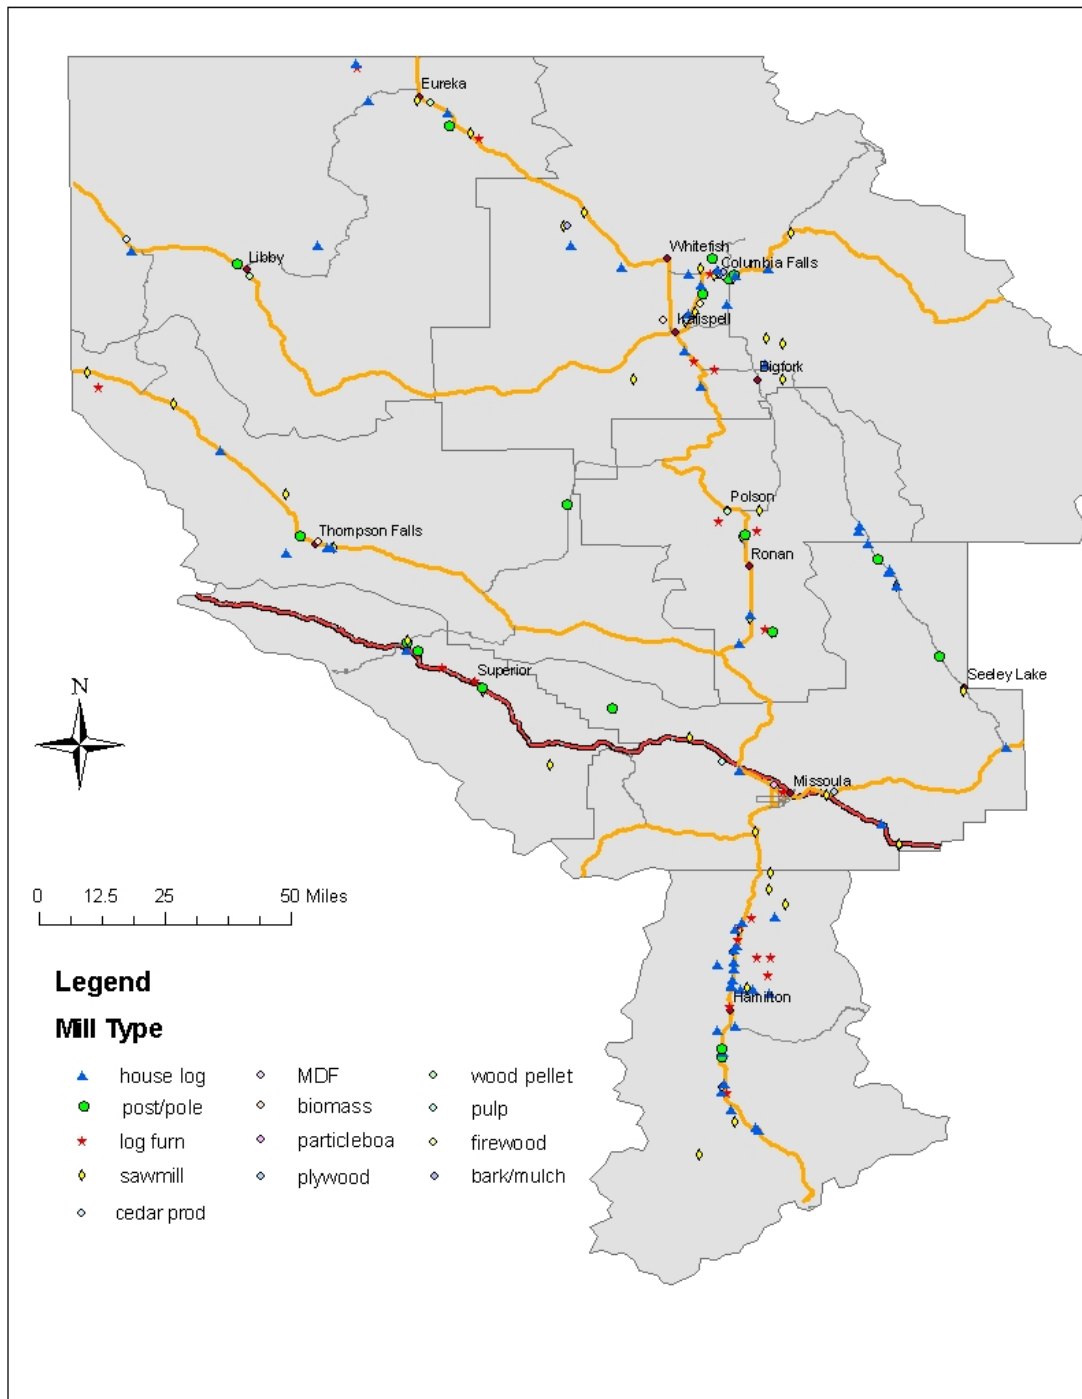 Eureka
Whitefish
Columbia Falls
Libby
Kalispell
Bigfork
Polson
Thompson Falls
Ronan
Superior
Seeley Lake
N
Missoula
0 12.5 25 50 Miles
Hamilton
Legend
Mill Type
house log MDF wood pellet
post/pole biomass pulp
log furn particleboa firewood
sawmill plywood bark/mulch
cedar prod